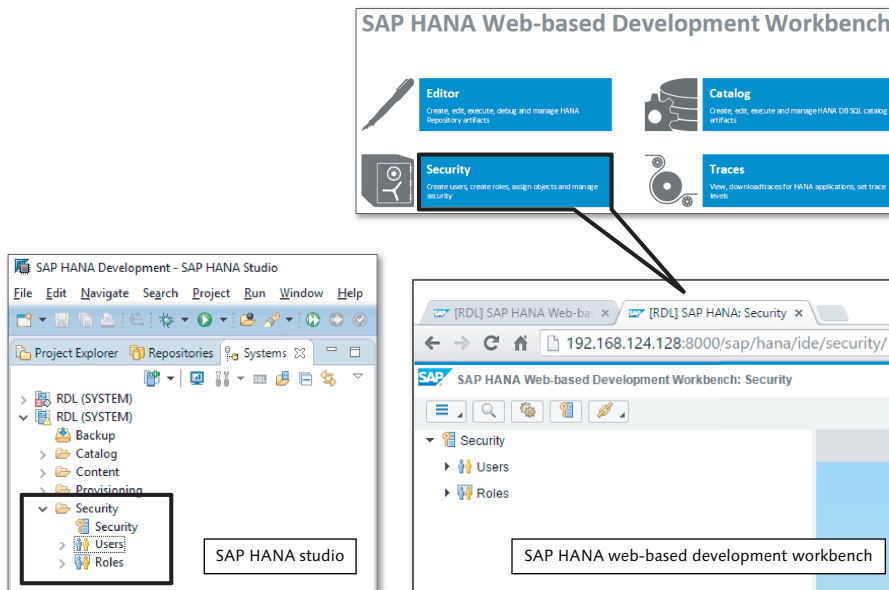 SAP HANA Web-based Development Workbench
Editor
Create, edit, execute, debug and manage HANA
Repository artifacts
Catalog
Create, edit, execute and manage HANA DB SQL catalog
artifacts
Security
Create users, create roles, assign objects and manage
security
Traces
View, download traces for HANA applications, set trace
levels
SAP HANA Development - SAP HANA Studio
File Edit Navigate Search Project Run Window Help
Project Explorer Repositories Systems
RDL (SYSTEM)
RDL (SYSTEM)
Backup
Catalog
Content
Provisioning
Security
Security
Users
Roles
SAP HANA studio
[RDL] SAP HANA Web-ba
[RDL] SAP HANA: Security
192.168.124.128:8000/sap/hana/ide/security/
SAP SAP HANA Web-based Development Workbench: Security
Security
Users
Roles
SAP HANA web-based development workbench